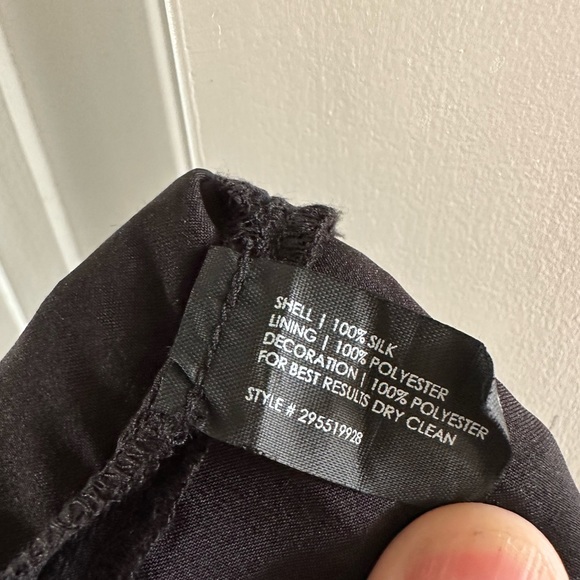 SHELL | 100% SILK
LINING | 100% POLYESTER
DECORATION | 100% POLYESTER
FOR BEST RESULTS DRY CLEAN
STYLE # 295519928